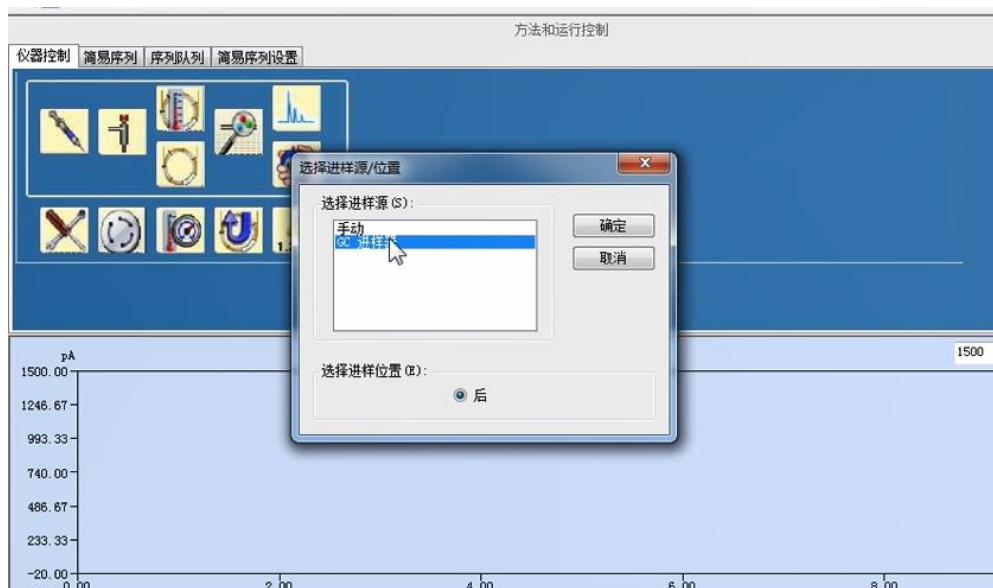 方法和运行控制
仪器控制 简易序列 序列队列 简易序列设置
选择进样源/位置
选择进样源(S):
手动
GC 进样器
确定
取消
选择进样位置(E):
后
pA
1500
1500.00
1246.67
993.33
740.00
486.67
233.33
-20.00
0.00 2.00 4.00 6.00 8.00